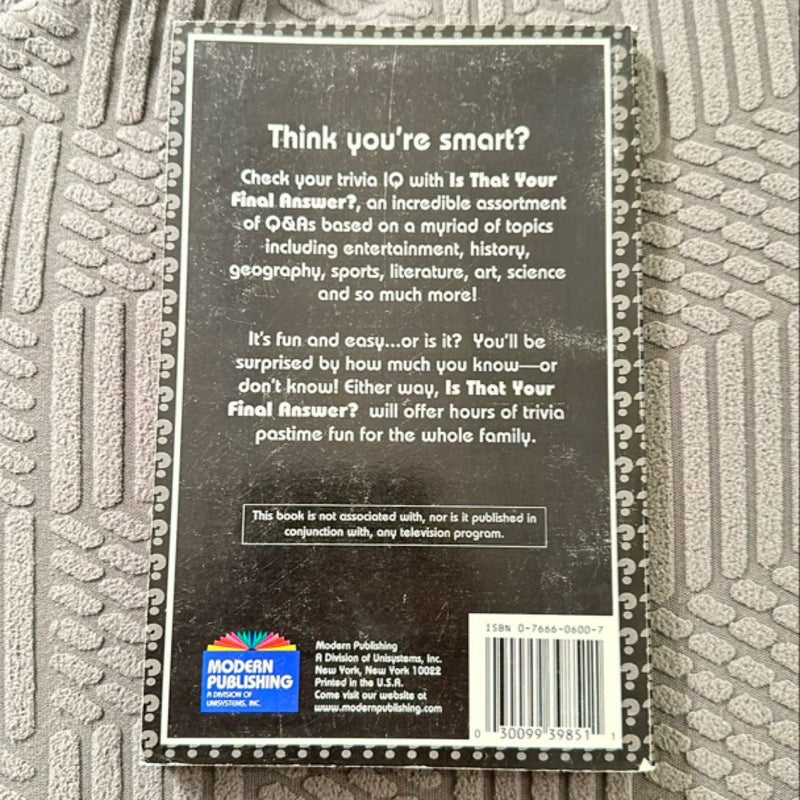 Think you're smart?
Check your trivia IQ with Is That Your
Final Answer?, an incredible assortment
of Q&As based on a myriad of topics
including entertainment, history,
geography, sports, literature, art, science
and so much more!
It's fun and easy...or is it? You'll be
surprised by how much you know—or
don't know! Either way, Is That Your
Final Answer? will offer hours of trivia
pastime fun for the whole family.
This book is not associated with, nor is it published in
conjunction with, any television program.
MODERN
PUBLISHING
A DIVISION OF
UNISYSTEMS, INC.
Modern Publishing
A Division of Unisystems, Inc.
New York, New York 10022
Printed in the U.S.A.
Come visit our website at
www.modernpublishing.com
ISBN 0-7666-0600-7
0 30099 39851 1